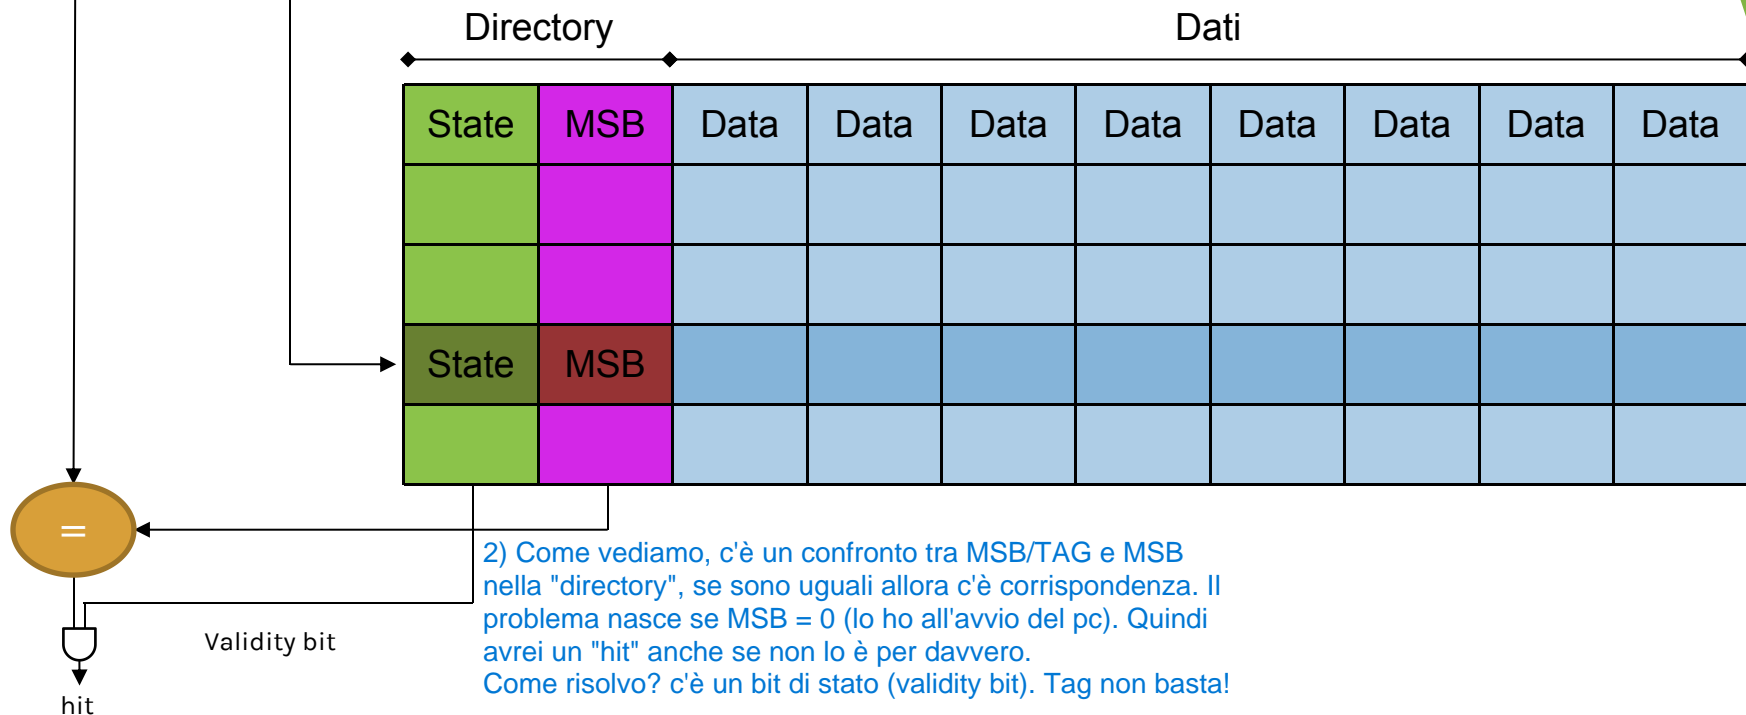 Directory Dati
State MSB Data Data Data Data Data Data Data Data
State MSB
=
2) Come vediamo, c'è un confronto tra MSB/TAG e MSB
nella "directory", se sono uguali allora c'è corrispondenza. Il
problema nasce se MSB = 0 (lo ho all'avvio del pc). Quindi
avrei un "hit" anche se non lo è per davvero.
Come risolvo? c'è un bit di stato (validity bit). Tag non basta!
Validity bit
hit